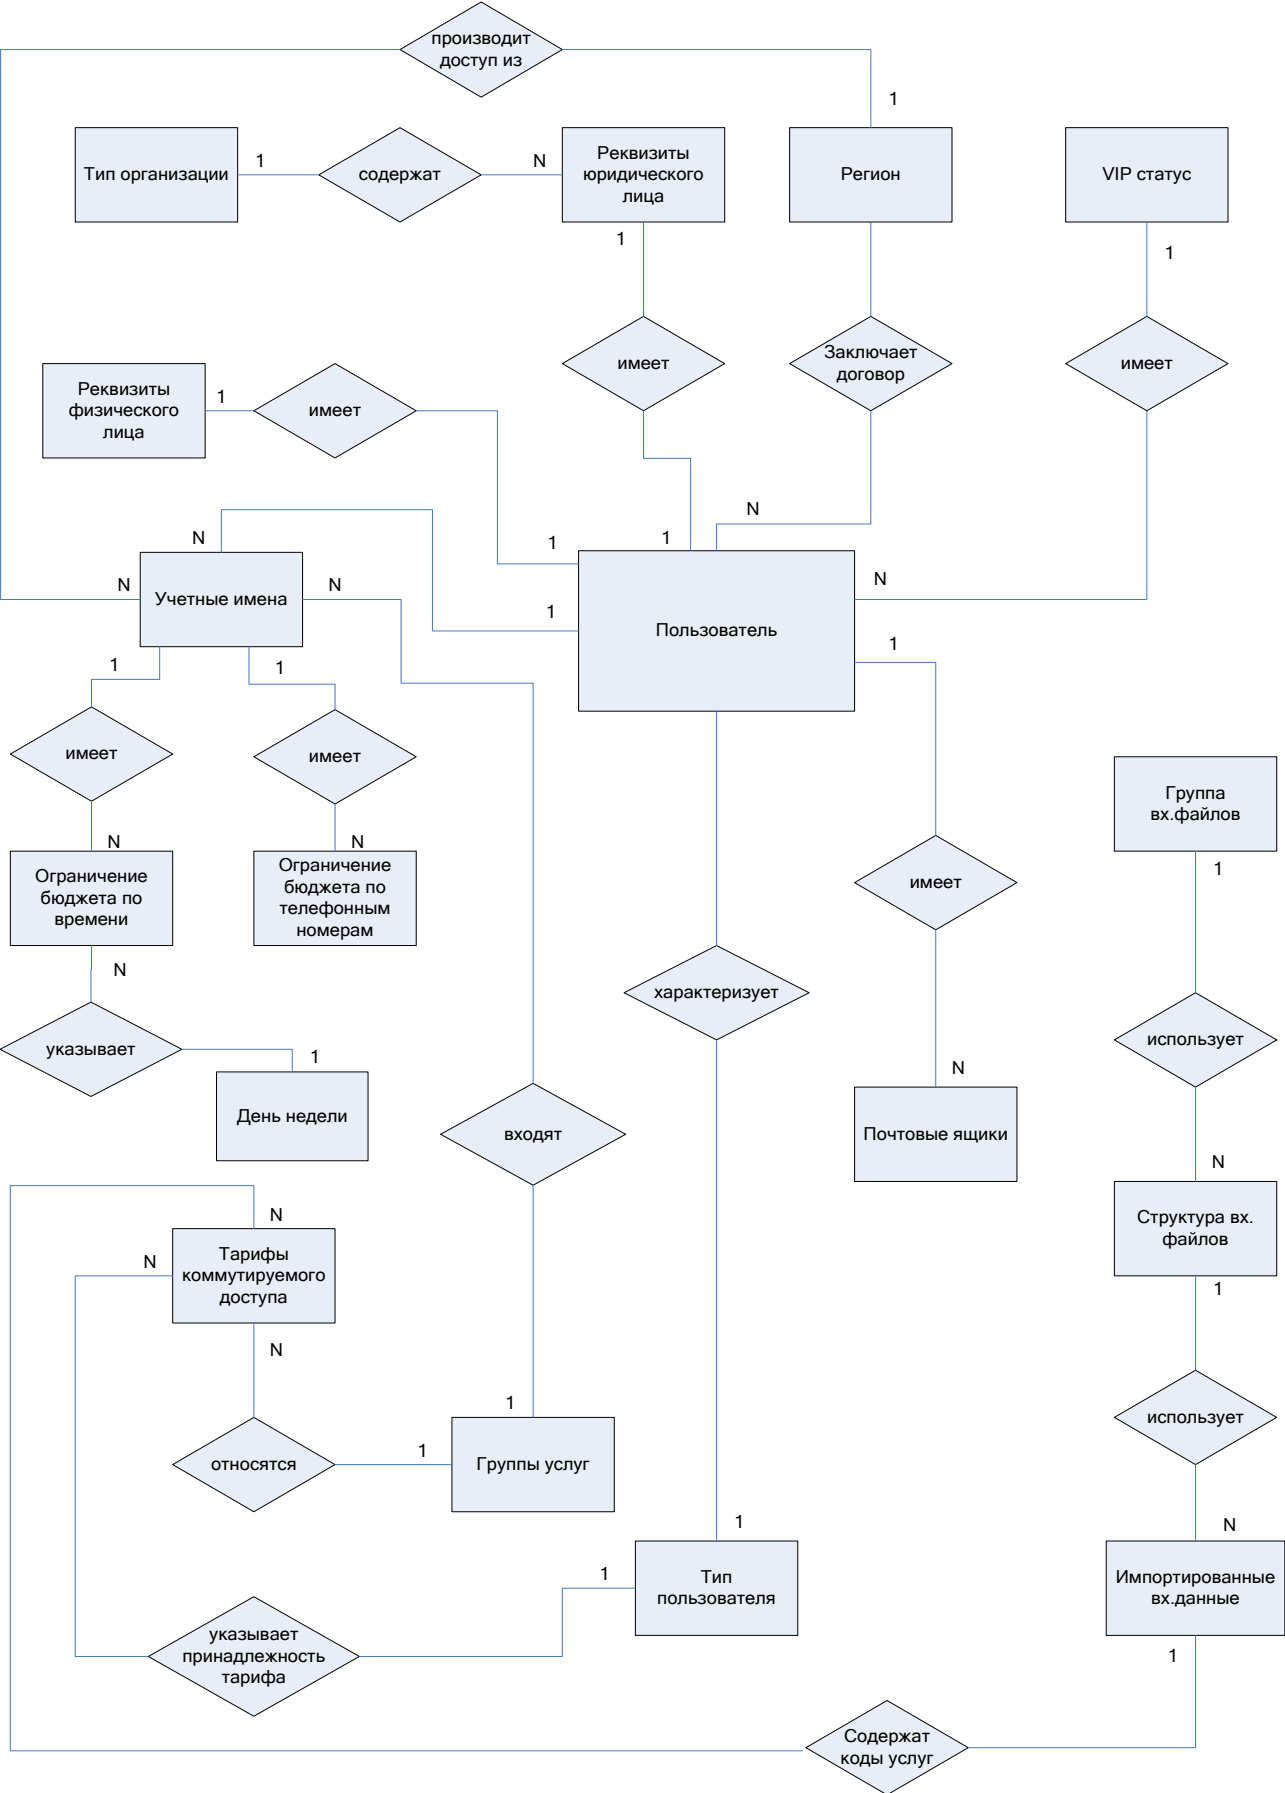 производит
доступ из
1
Тип организации
1
содержат
N
Реквизиты
юридического
лица
Регион
VIP статус
1
1
имеет
Заключает
договор
имеет
Реквизиты
физического
лица
1
имеет
N
N
1
1
N
Учетные имена
N
N
1
Пользователь
N
1
1
1
имеет
имеет
N
N
Ограничение
бюджета по
времени
Ограничение
бюджета по
телефонным
номерам
имеет
Группа
вх.файлов
1
N
характеризует
указывает
1
День недели
использует
N
Почтовые ящики
входят
N
Структура вх.
файлов
1
N
N
Тарифы
коммутируемого
доступа
N
1
относятся
1
Группы услуг
использует
1
N
1
Тип
пользователя
Импортированные
вх.данные
указывает
принадлежность
тарифа
1
Содержат
коды услуг